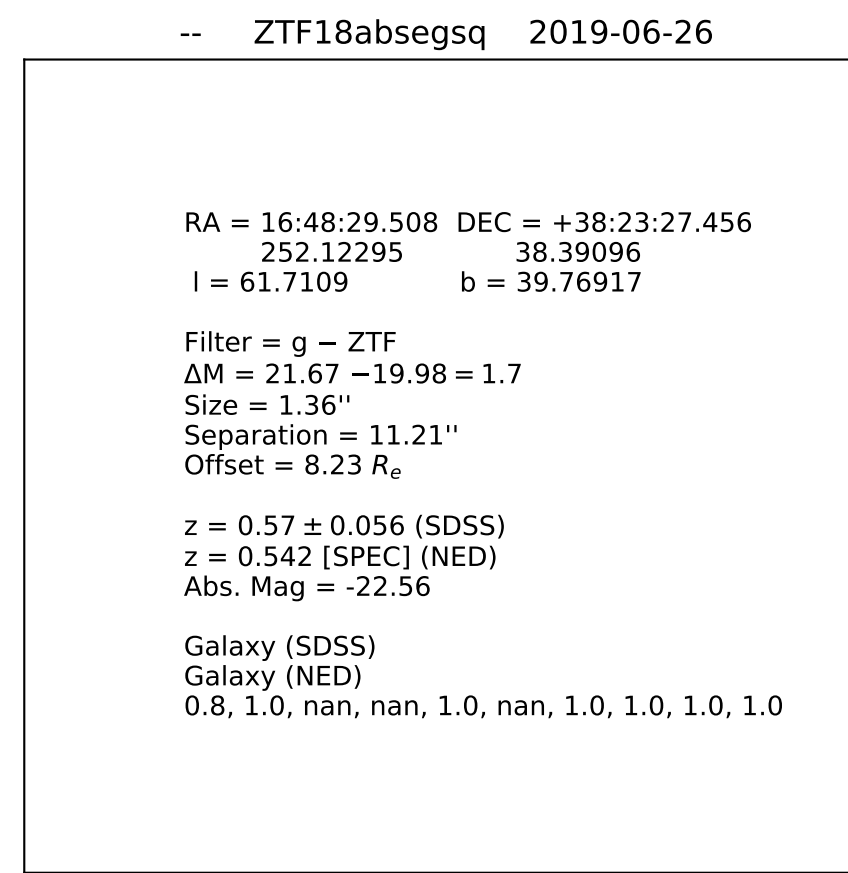 -- ZTF18absegsq 2019-06-26
RA = 16:48:29.508 DEC = +38:23:27.456
252.12295 38.39096
l = 61.7109 b = 39.76917
Filter = g − ZTF
ΔM = 21.67 −19.98 = 1.7
Size = 1.36''
Separation = 11.21''
Offset = 8.23 Rₑ
z = 0.57 ± 0.056 (SDSS)
z = 0.542 [SPEC] (NED)
Abs. Mag = -22.56
Galaxy (SDSS)
Galaxy (NED)
0.8, 1.0, nan, nan, 1.0, nan, 1.0, 1.0, 1.0, 1.0